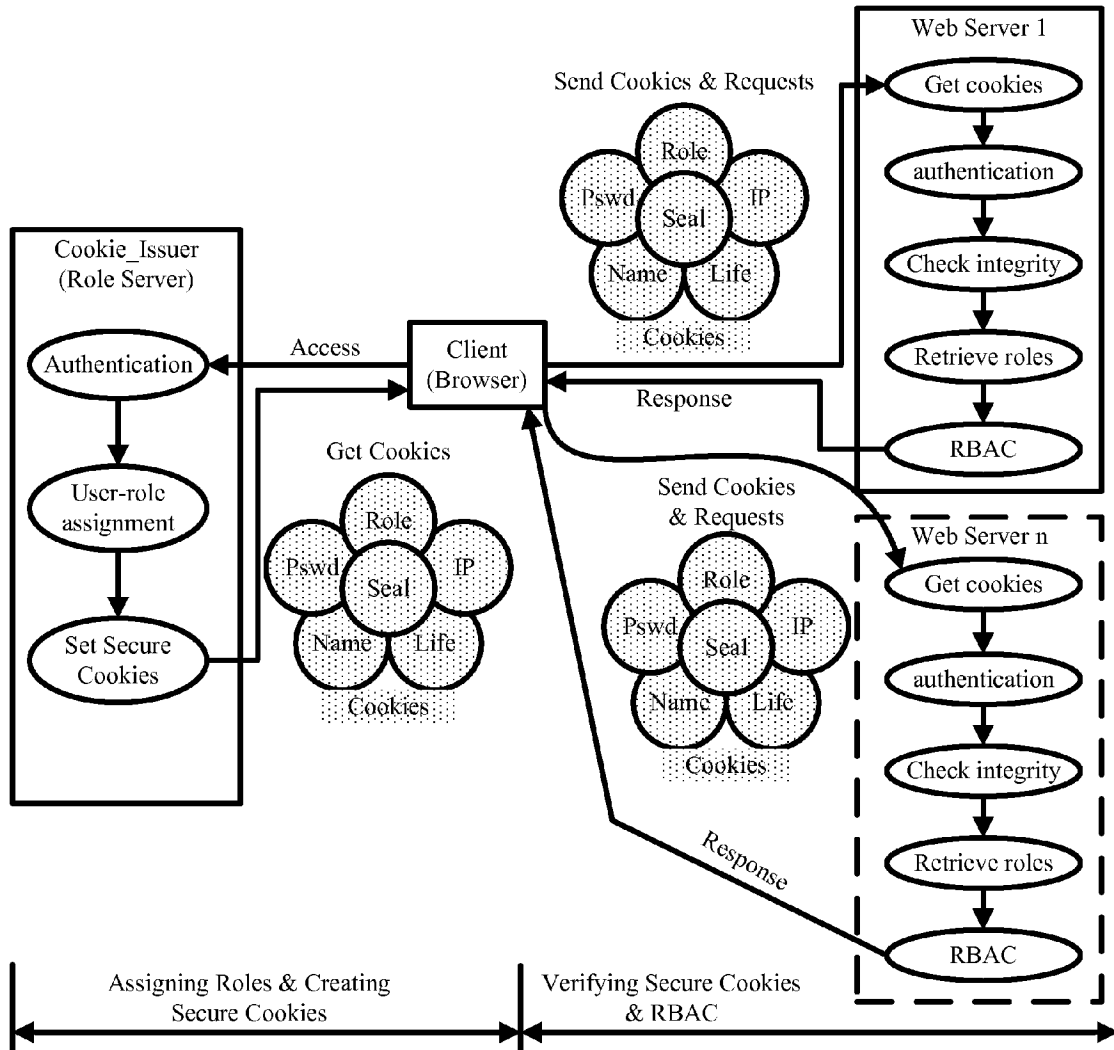 Web Server 1
Get cookies
authentication
Check integrity
Retrieve roles
RBAC
Send Cookies & Requests
Role
Pswd
IP
Seal
Name
Life
Cookies
Cookie_Issuer
(Role Server)
Authentication
User-role
assignment
Set Secure
Cookies
Access
Client
(Browser)
Response
Get Cookies
Role
Pswd
IP
Seal
Name
Life
Cookies
Send Cookies
& Requests
Role
Pswd
IP
Seal
Name
Life
Cookies
Web Server n
Get cookies
authentication
Check integrity
Retrieve roles
RBAC
Response
Assigning Roles & Creating
Secure Cookies
Verifying Secure Cookies
& RBAC